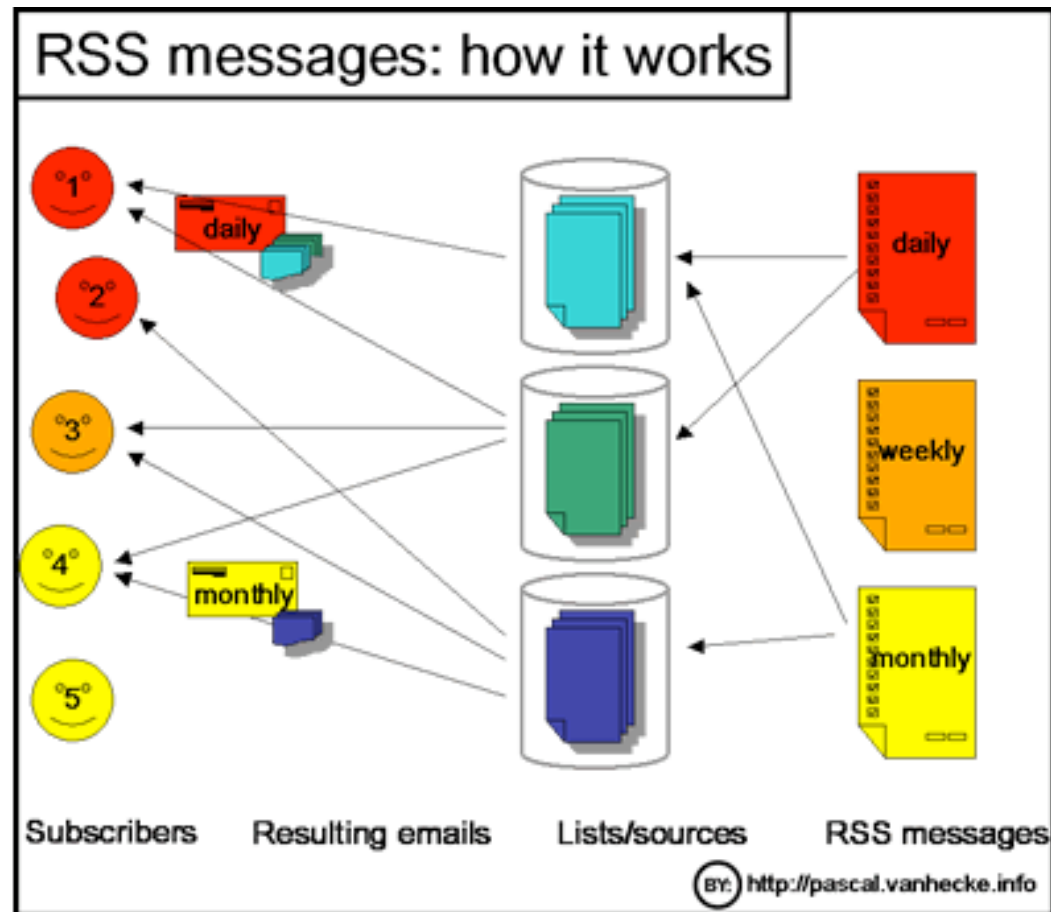 RSS messages: how it works
1
daily
daily
2
3
weekly
4
monthly
monthly
5
Subscribers Resulting emails Lists/sources RSS messages
BY: http://pascal.vanhecke.info